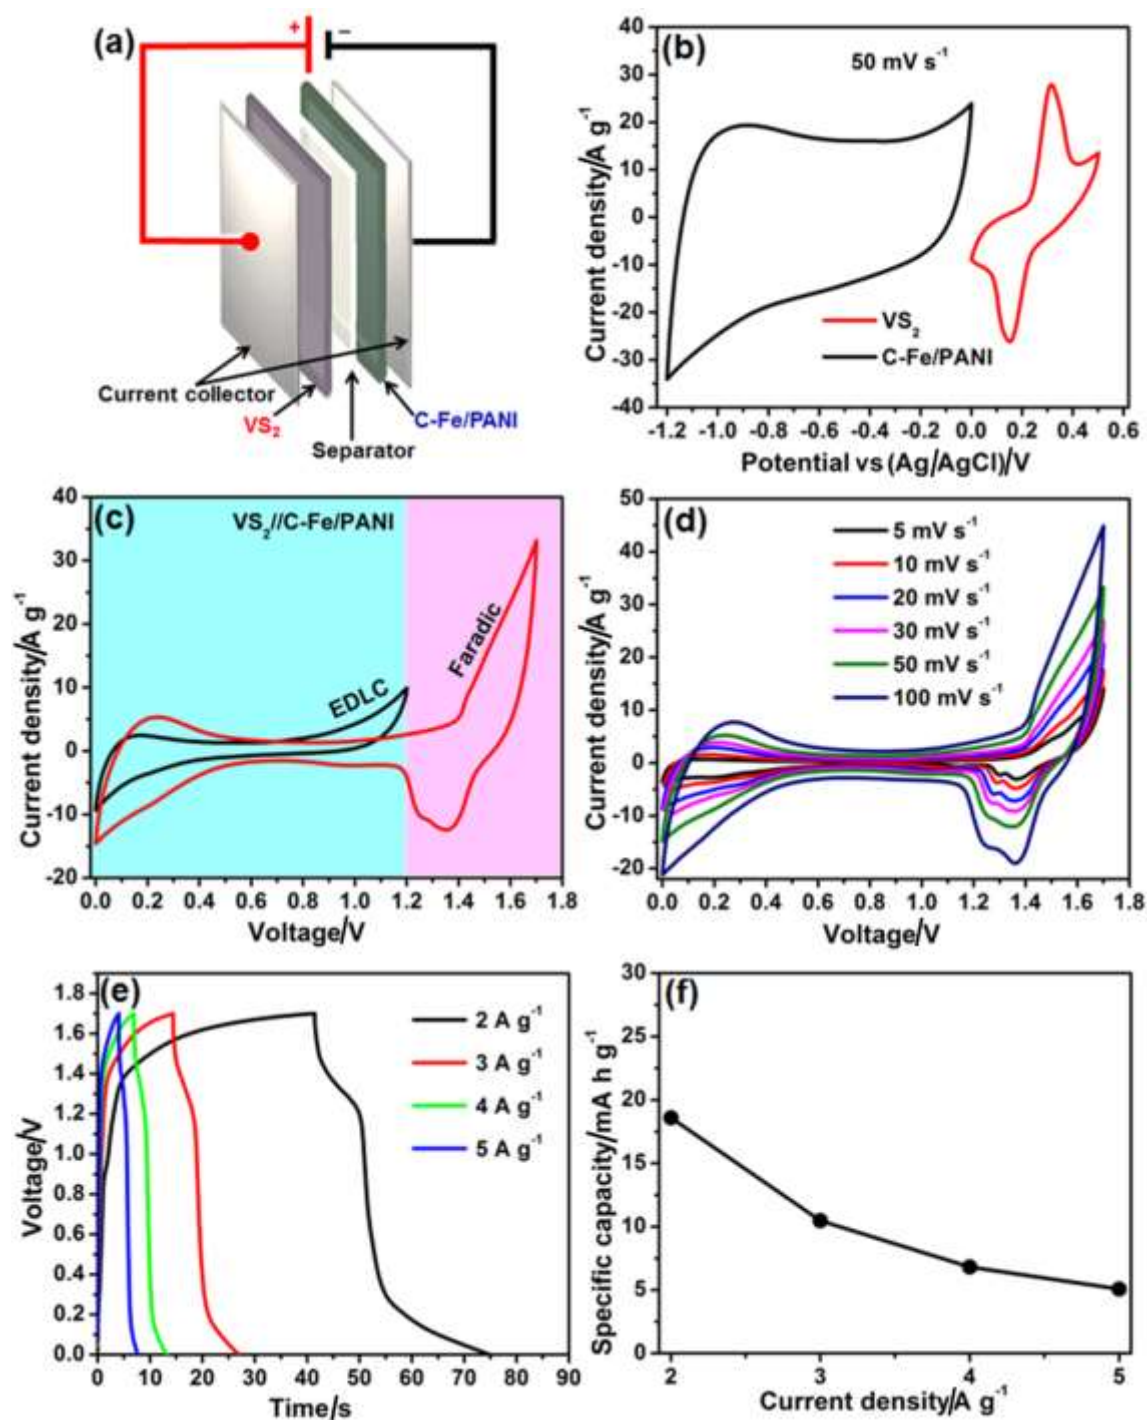 (a)
+
−
Current collector
VS₂
Separator
C-Fe/PANI
(b)
50 mV s⁻¹
Current density/A g⁻¹
40
30
20
10
0
-10
-20
-30
-40
VS₂
C-Fe/PANI
-1.2 -1.0 -0.8 -0.6 -0.4 -0.2 0.0 0.2 0.4 0.6
Potential vs (Ag/AgCl)/V
(c)
VS₂//C-Fe/PANI
Current density/A g⁻¹
40
30
20
10
0
-10
-20
EDLC
Faradic
0.0 0.2 0.4 0.6 0.8 1.0 1.2 1.4 1.6 1.8
Voltage/V
(d)
Current density/A g⁻¹
50
40
30
20
10
0
-10
-20
5 mV s⁻¹
10 mV s⁻¹
20 mV s⁻¹
30 mV s⁻¹
50 mV s⁻¹
100 mV s⁻¹
0.0 0.2 0.4 0.6 0.8 1.0 1.2 1.4 1.6 1.8
Voltage/V
(e)
Voltage/V
1.8
1.6
1.4
1.2
1.0
0.8
0.6
0.4
0.2
0.0
2 A g⁻¹
3 A g⁻¹
4 A g⁻¹
5 A g⁻¹
0 10 20 30 40 50 60 70 80 90
Time/s
(f)
Specific capacity/mA h g⁻¹
30
25
20
15
10
5
0
2 3 4 5
Current density/A g⁻¹